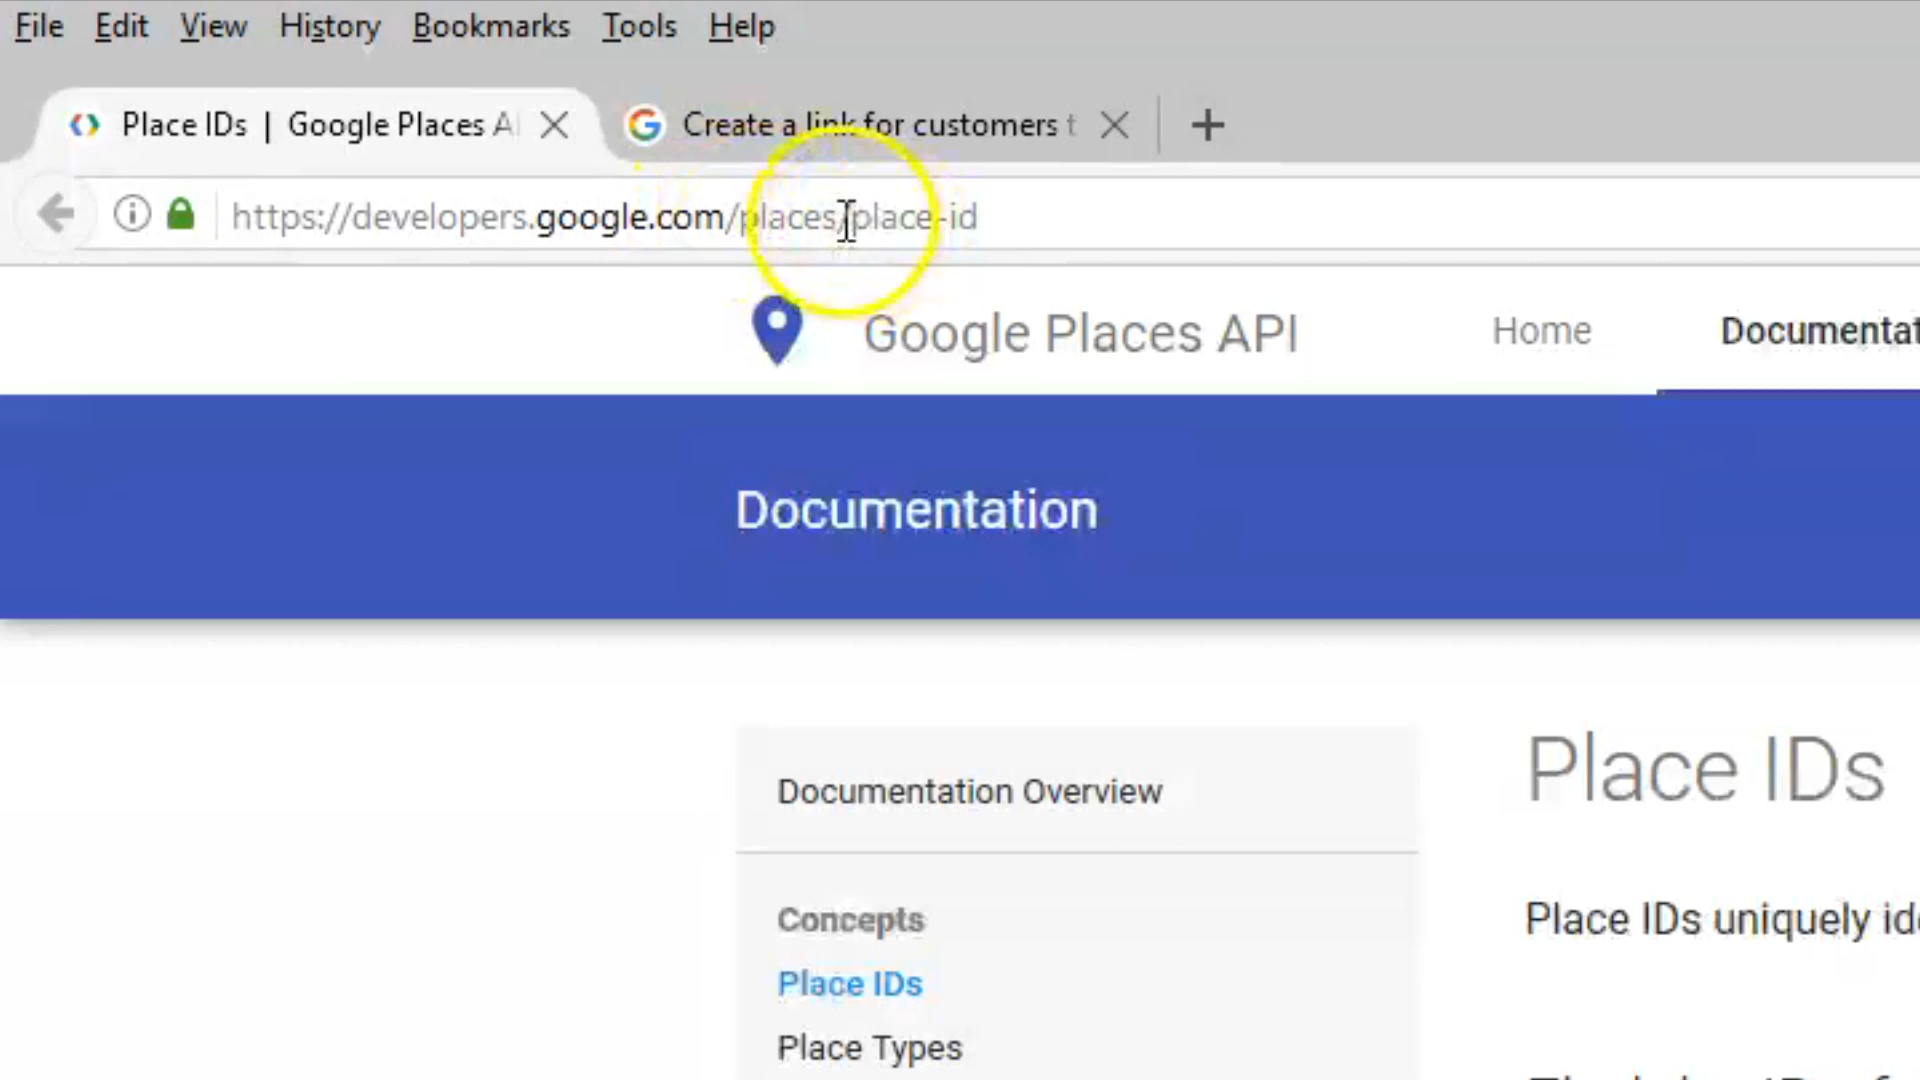 File Edit View History Bookmarks Tools Help
Place IDs | Google Places A
Create a link for customers t
https://developers.google.com/places/place-id
Google Places API
Home
Documentat
Documentation
Documentation Overview
Concepts
Place IDs
Place Types
Place IDs
Place IDs uniquely id